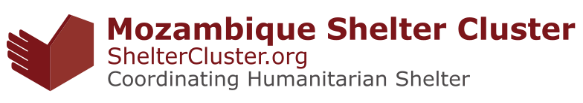 Mozambique Shelter Cluster
ShelterCluster.org
Coordinating Humanitarian Shelter